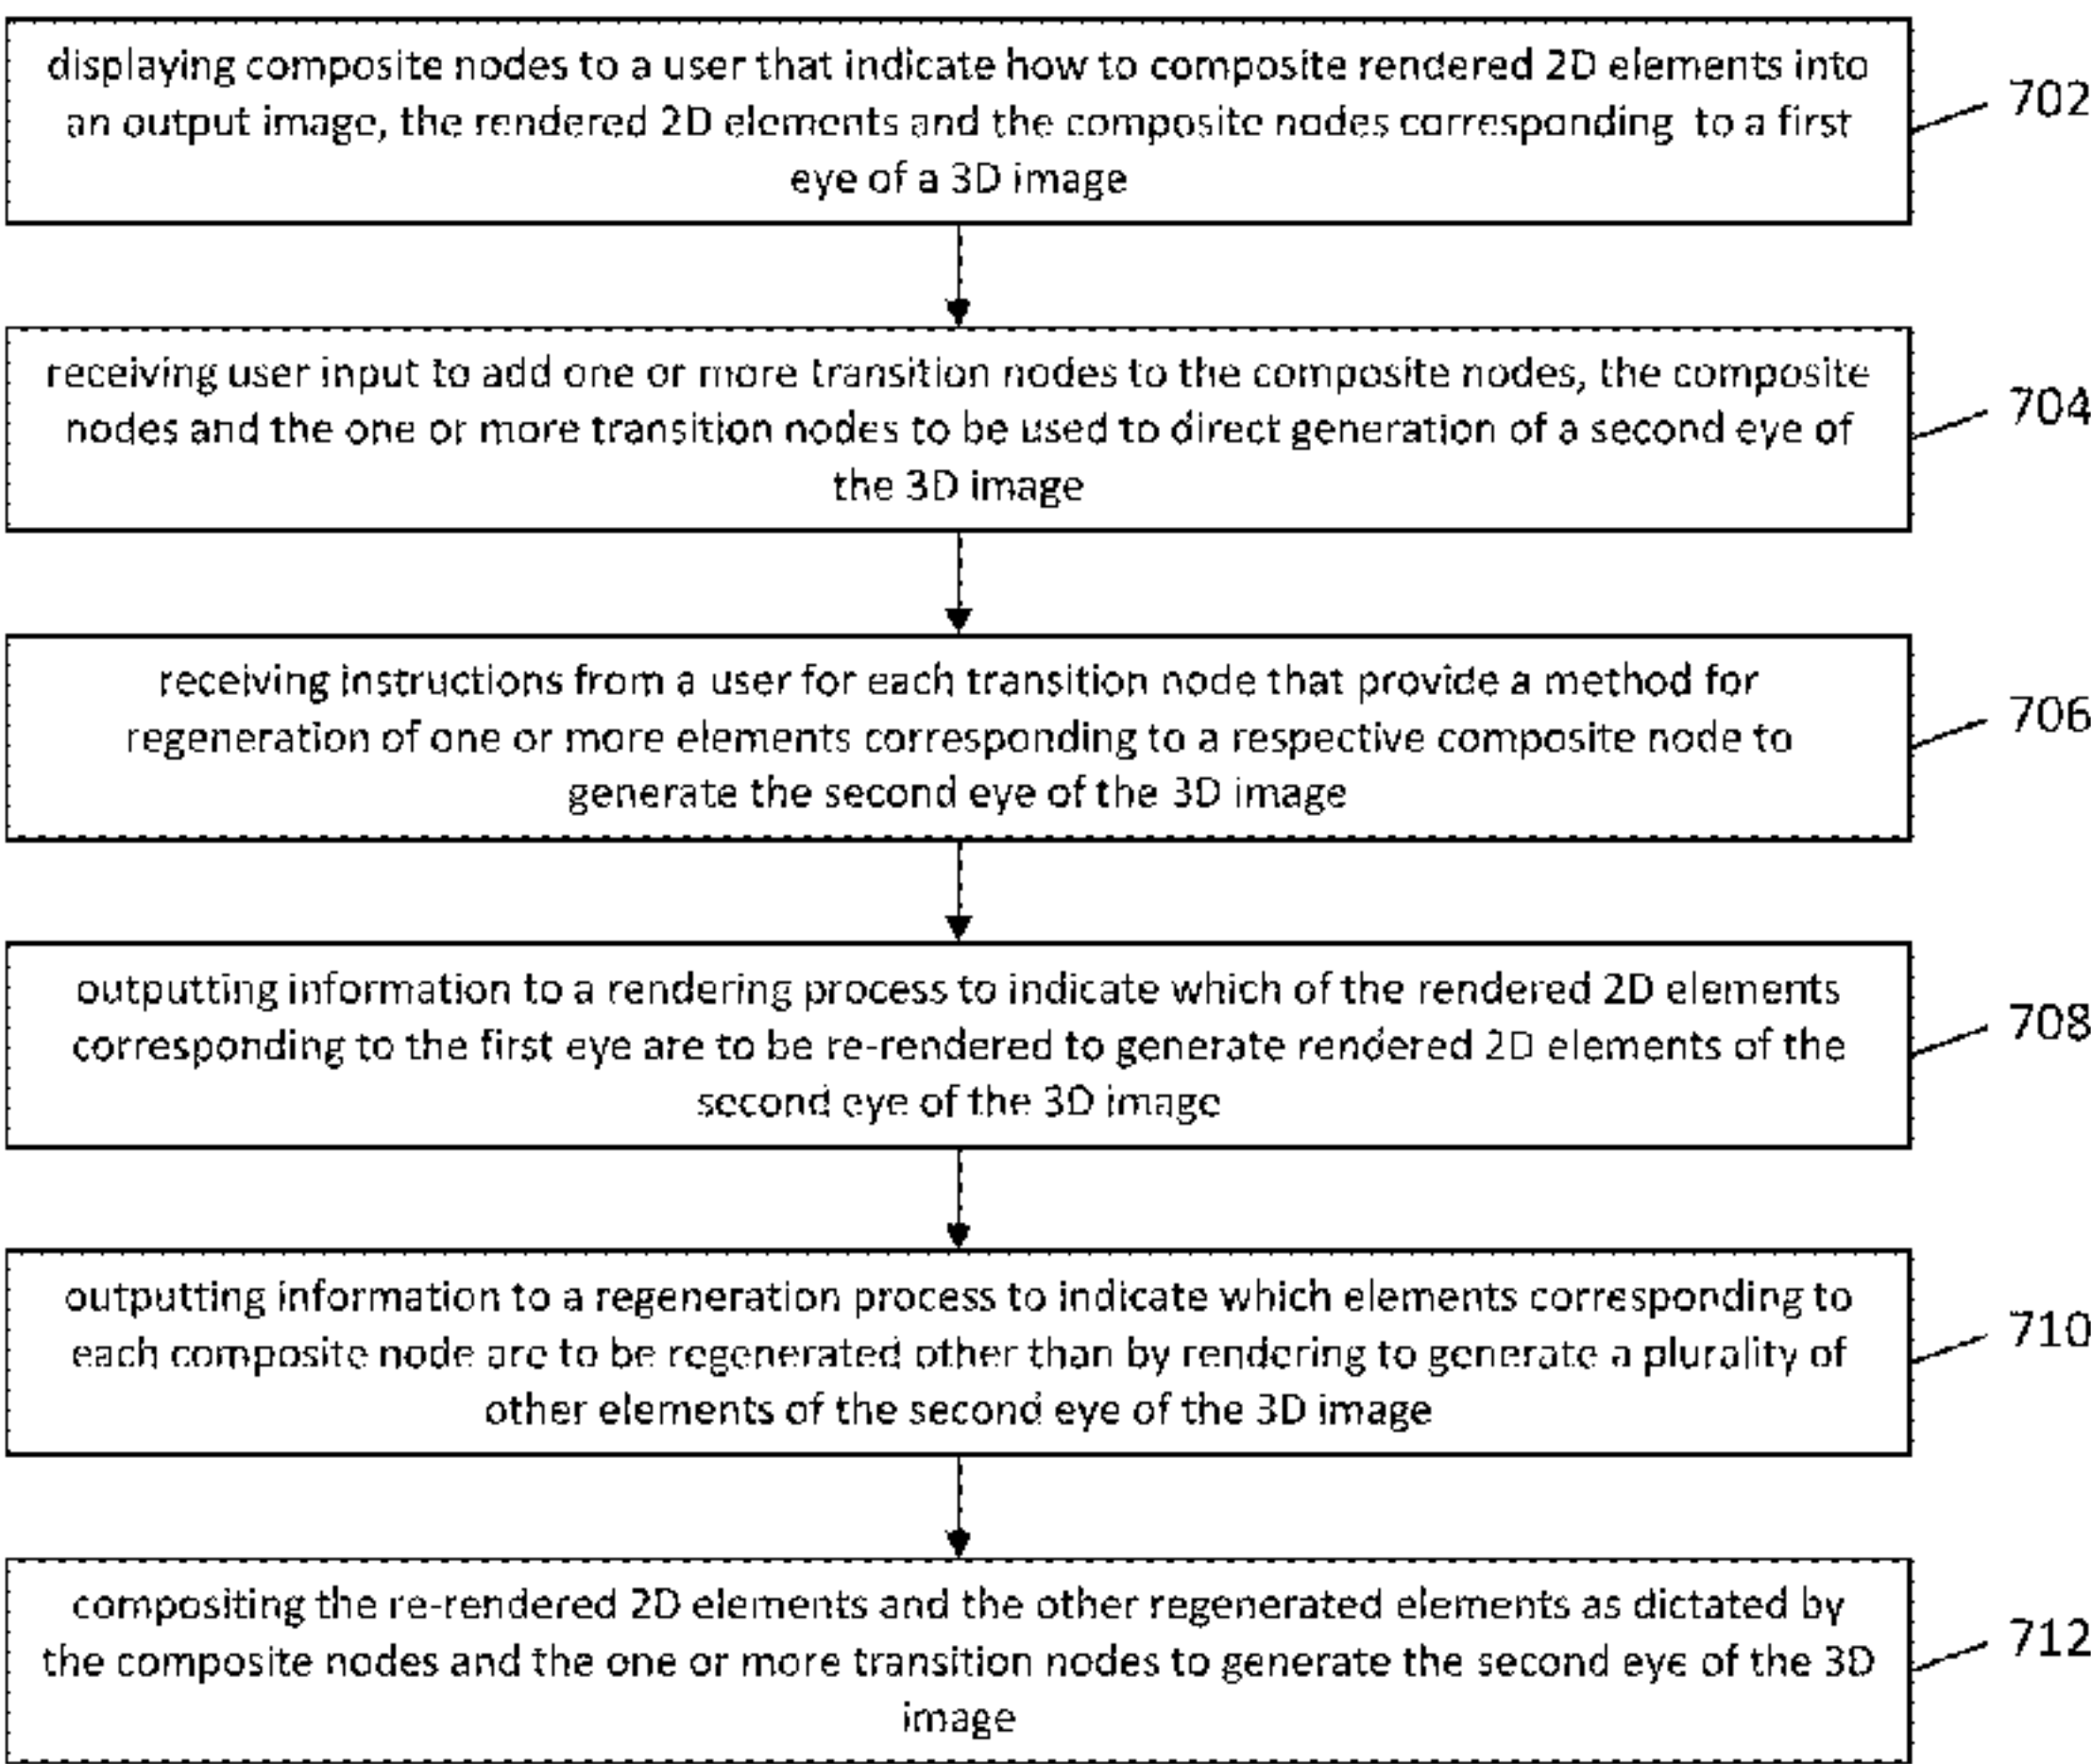 displaying composite nodes to a user that indicate how to composite rendered 2D elements into
an output image, the rendered 2D elements and the composite nodes corresponding to a first
eye of a 3D image
702
receiving user input to add one or more transition nodes to the composite nodes, the composite
nodes and the one or more transition nodes to be used to direct generation of a second eye of
the 3D image
704
receiving instructions from a user for each transition node that provide a method for
regeneration of one or more elements corresponding to a respective composite node to
generate the second eye of the 3D image
706
outputting information to a rendering process to indicate which of the rendered 2D elements
corresponding to the first eye are to be re-rendered to generate rendered 2D elements of the
second eye of the 3D image
708
outputting information to a regeneration process to indicate which elements corresponding to
each composite node are to be regenerated other than by rendering to generate a plurality of
other elements of the second eye of the 3D image
710
compositing the re-rendered 2D elements and the other regenerated elements as dictated by
the composite nodes and the one or more transition nodes to generate the second eye of the 3D
image
712